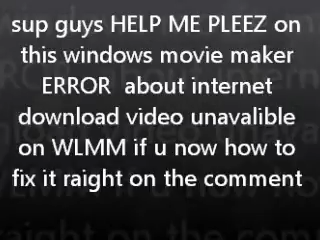 sup guys HELP ME PLEEZ on
this windows movie maker
ERROR  about internet
download video unavalible
on WLMM if u now how to
fix it raight on the comment